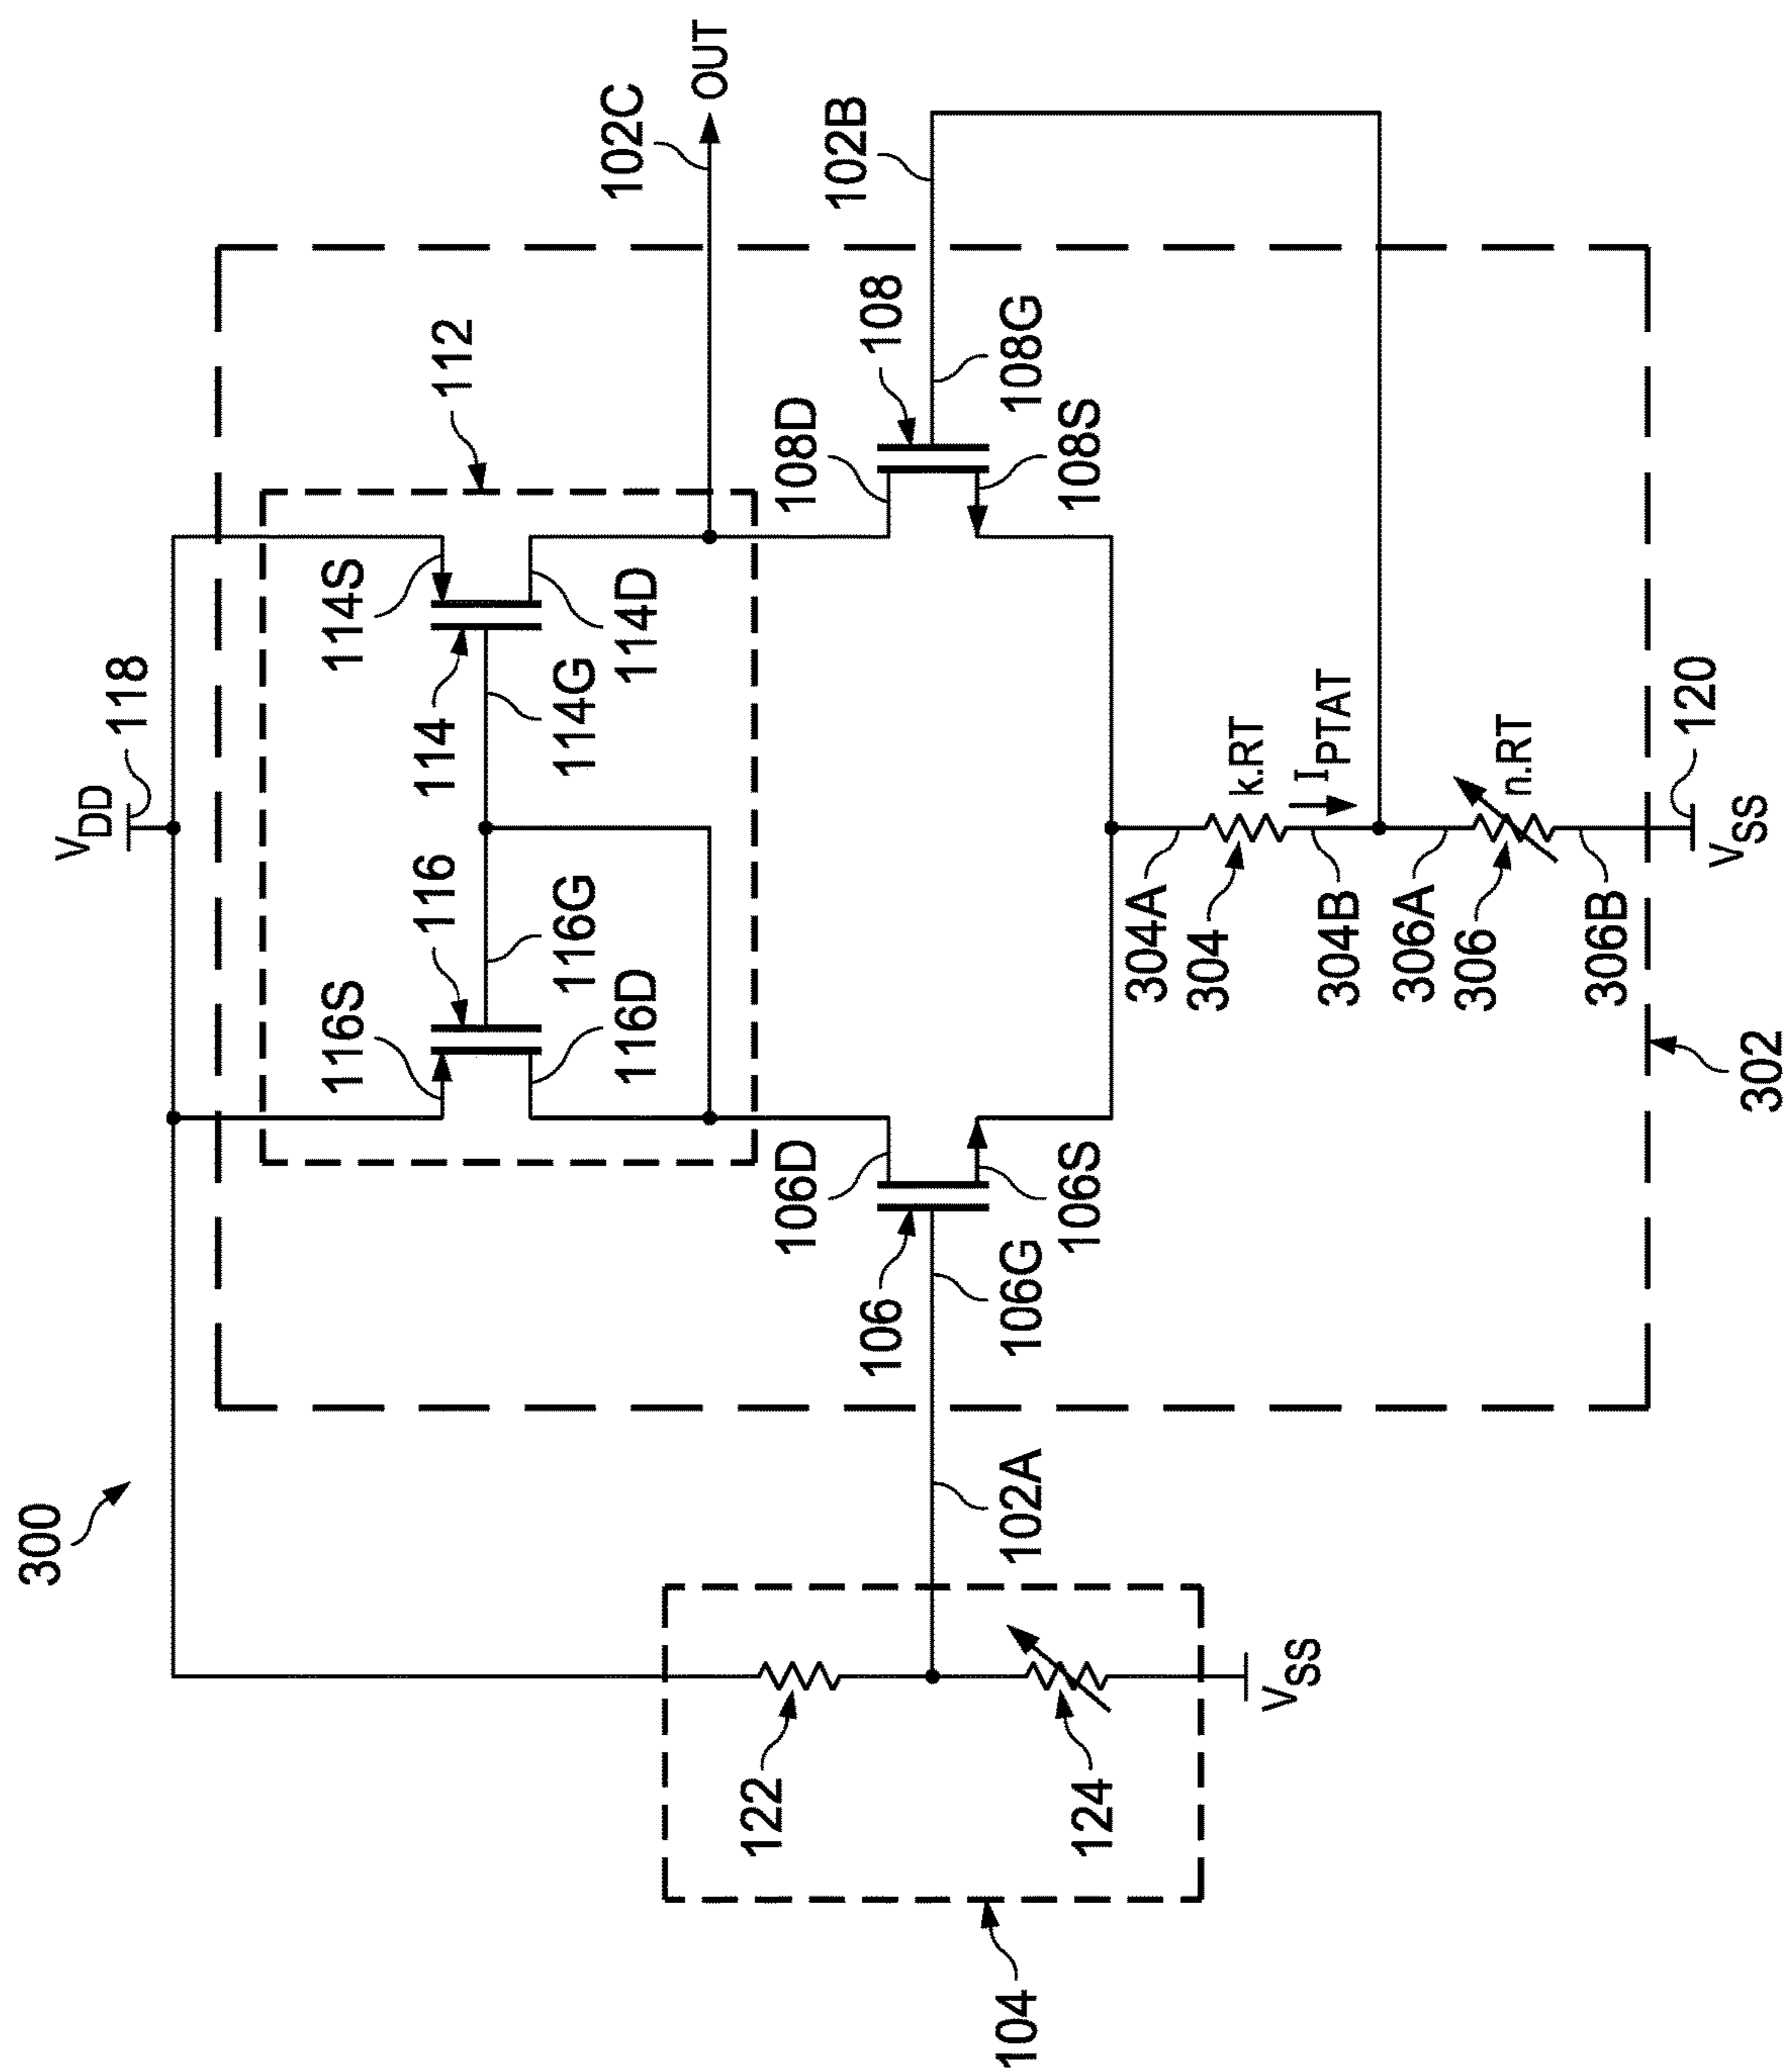 300
V_DD
118
112
102C
OUT
116S
114S
116
114
116G
114G
116D
114D
106D
108D
106
108
106G
108G
106S
108S
102A
102B
122
124
104
V_SS
304A
304
k.RT
304B
I_PTAT
306A
306
n.RT
306B
302
120
V_SS